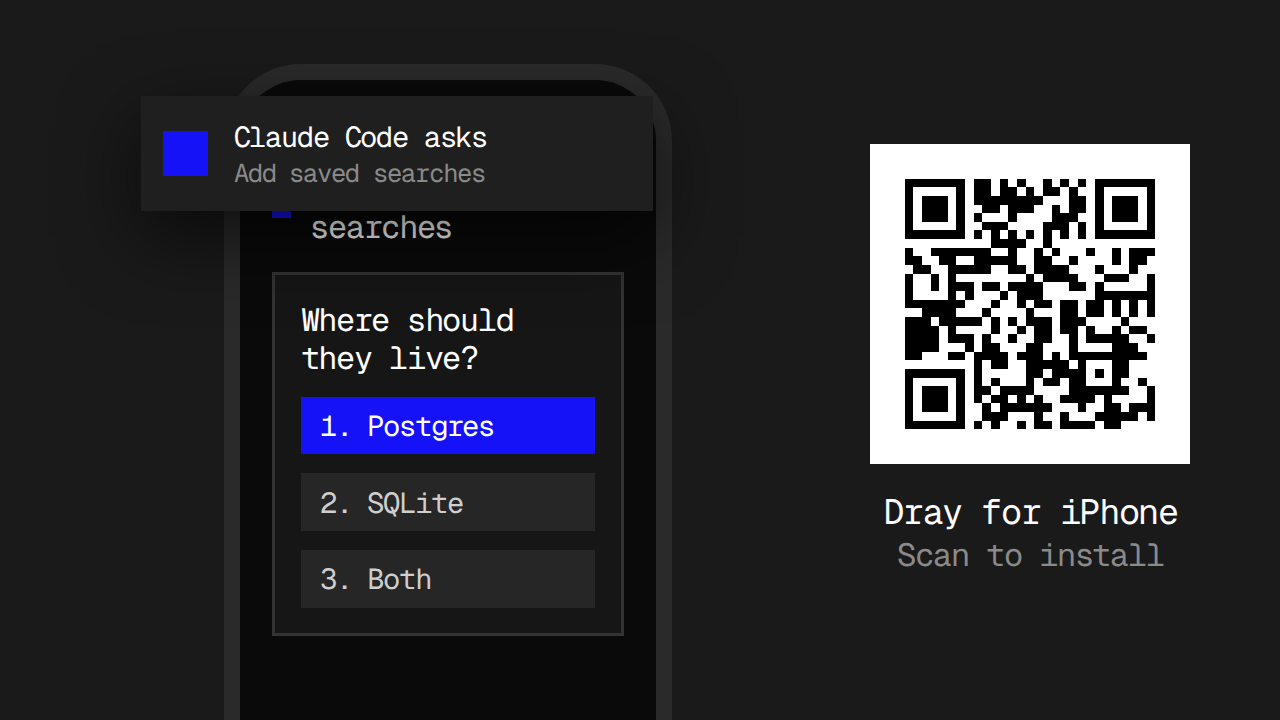 Claude Code asks
Add saved searches
searches
Where should
they live?
1. Postgres
2. SQLite
3. Both
Dray for iPhone
Scan to install